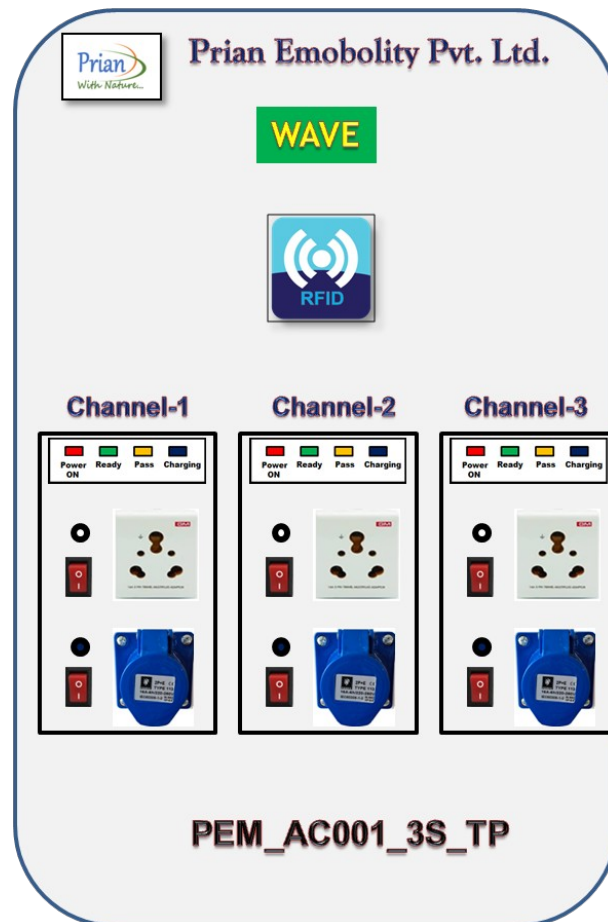 Prian
With Nature...
Prian Emobolity Pvt. Ltd.
WAVE
RFID
Channel-1 Channel-2 Channel-3
Power ON Ready Pass Charging
Power ON Ready Pass Charging
Power ON Ready Pass Charging
PEM_AC001_3S_TP